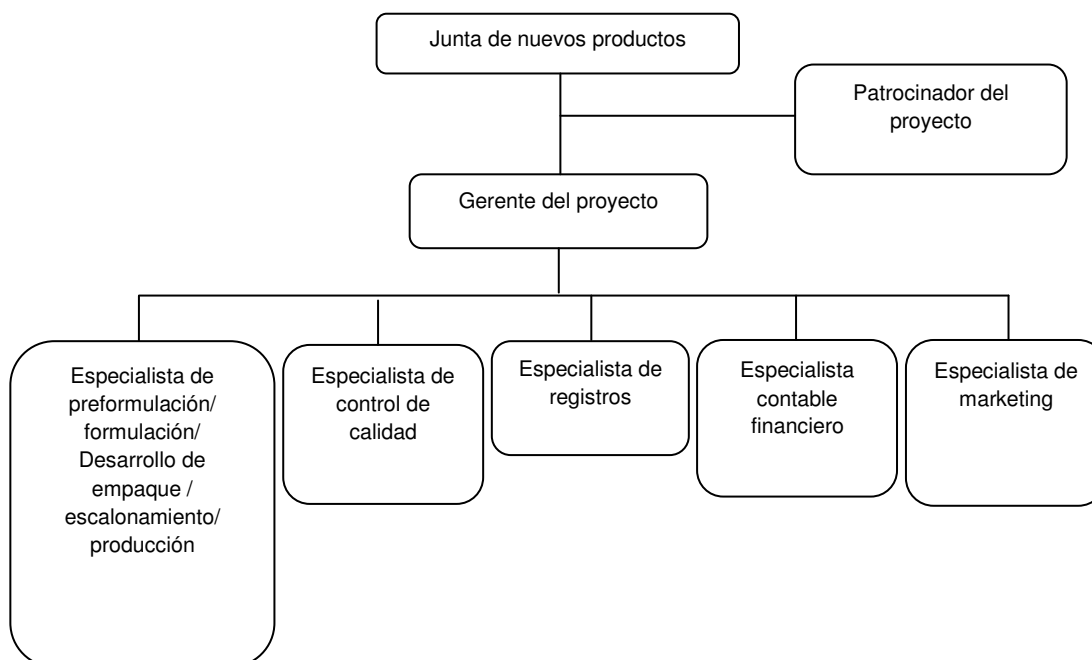 Junta de nuevos productos
Patrocinador del
proyecto
Gerente del proyecto
Especialista de
preformulación/
formulación/
Desarrollo de
empaque /
escalonamiento/
producción
Especialista de
control de
calidad
Especialista de
registros
Especialista
contable
financiero
Especialista de
marketing